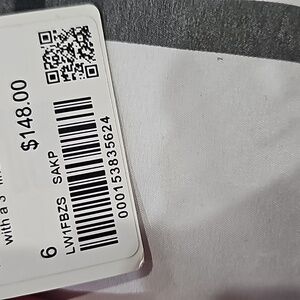 with a 3"
$148.00
6
LW1FBZS SAKP
000153835624